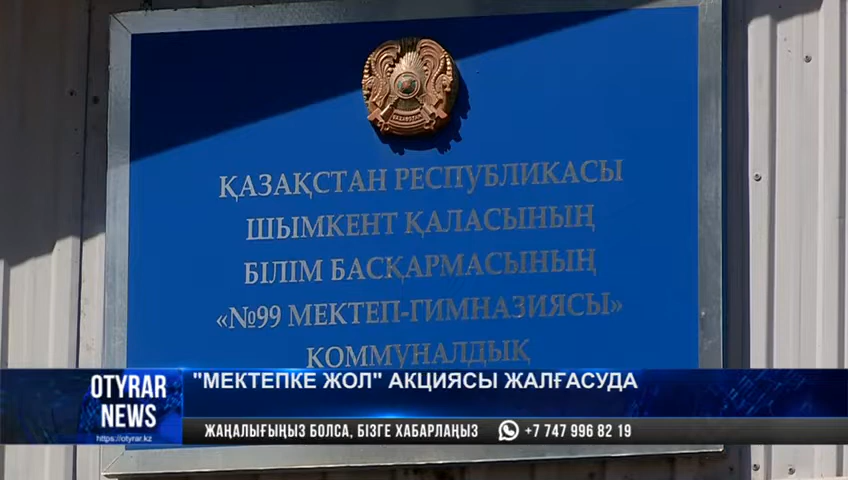 ҚАЗАҚСТАН РЕСПУБЛИКАСЫ
ШЫМКЕНТ ҚАЛАСЫНЫҢ
БІЛІМ БАСҚАРМАСЫНЫҢ
«№99 МЕКТЕП-ГИМНАЗИЯСЫ»
КОММУНАЛДЫҚ
OTYRAR
NEWS
https://otyrar.kz
"МЕКТЕПКЕ ЖОЛ" АКЦИЯСЫ ЖАЛҒАСУДА
ЖАҢАЛЫҒЫҢЫЗ БОЛСА, БІЗГЕ ХАБАРЛАҢЫЗ +7 747 996 82 19